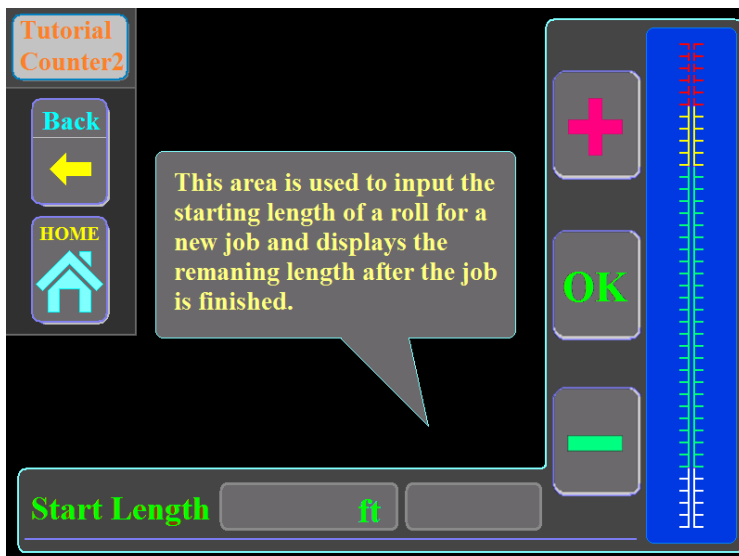 Tutorial
Counter2
Back
HOME
This area is used to input the
starting length of a roll for a
new job and displays the
remaning length after the job
is finished.
OK
Start Length ft